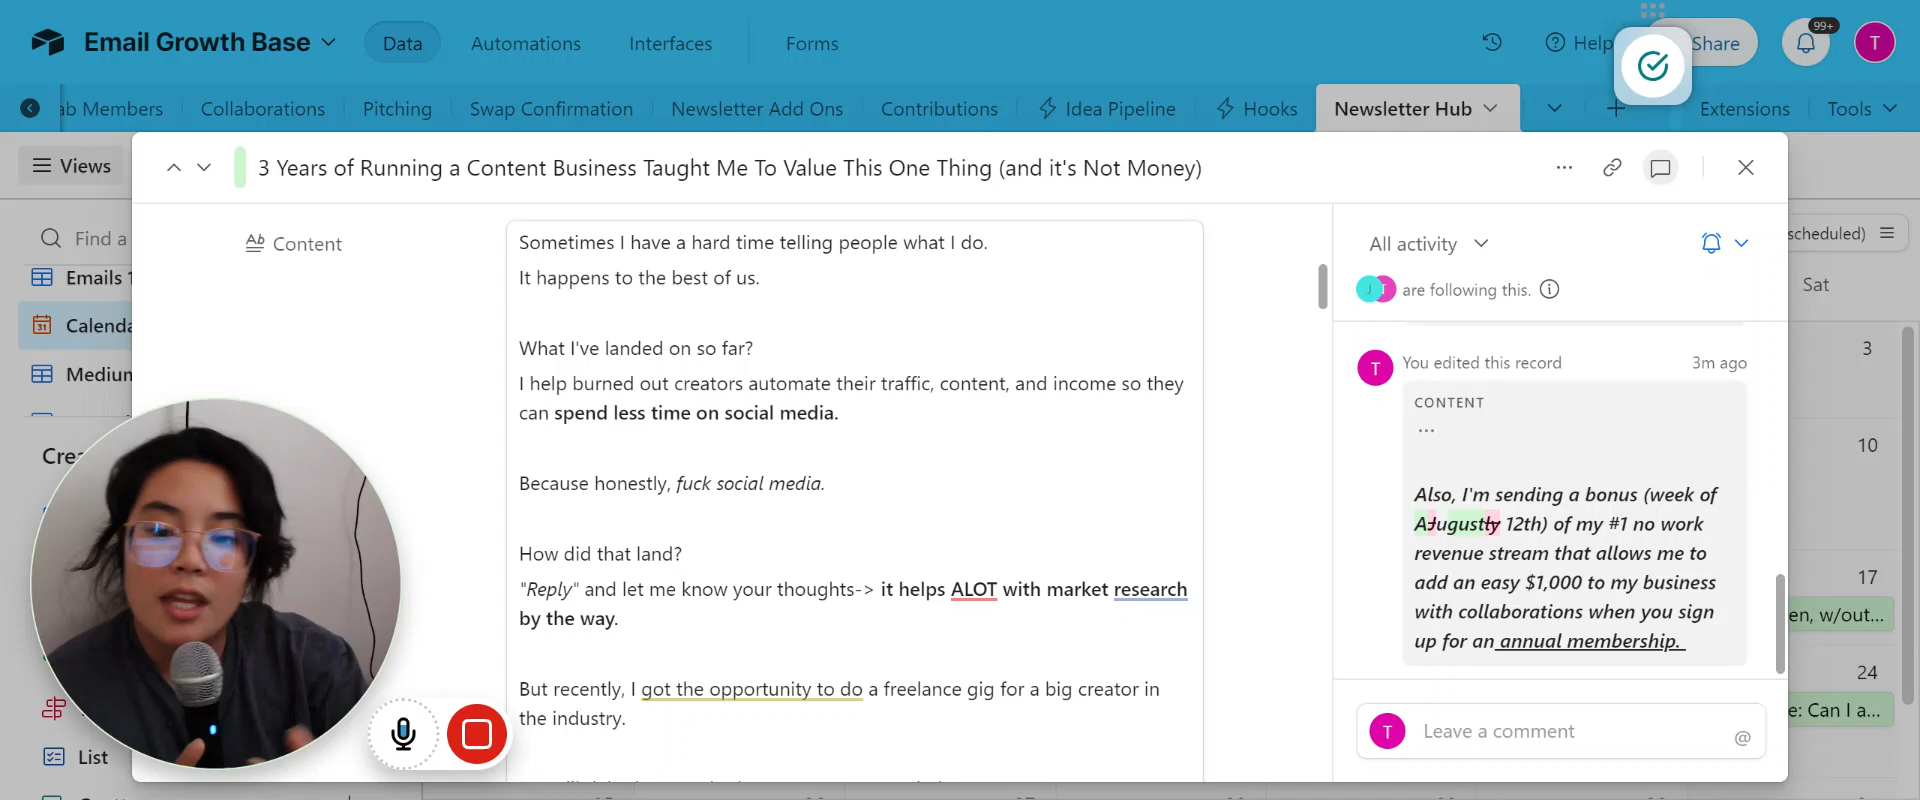 Email Growth Base
Data
Automations
Interfaces
Forms
Help
Share
99+
T
ab Members
Collaborations
Pitching
Swap Confirmation
Newsletter Add Ons
Contributions
Idea Pipeline
Hooks
Newsletter Hub
Extensions
Tools
Views
3 Years of Running a Content Business Taught Me To Value This One Thing (and it's Not Money)
Find a
scheduled)
Emails 1
Calenda
Medium
Crea
List
Sat
3
10
17
en, w/out...
24
e: Can I a...
Content
Sometimes I have a hard time telling people what I do.
It happens to the best of us.
What I've landed on so far?
I help burned out creators automate their traffic, content, and income so they
can spend less time on social media.
Because honestly, fuck social media.
How did that land?
"Reply" and let me know your thoughts-> it helps ALOT with market research
by the way.
But recently, I got the opportunity to do a freelance gig for a big creator in
the industry.
All activity
J T are following this.
T You edited this record 3m ago
CONTENT
...
Also, I'm sending a bonus (week of
AJugustly 12th) of my #1 no work
revenue stream that allows me to
add an easy $1,000 to my business
with collaborations when you sign
up for an annual membership.
T Leave a comment @